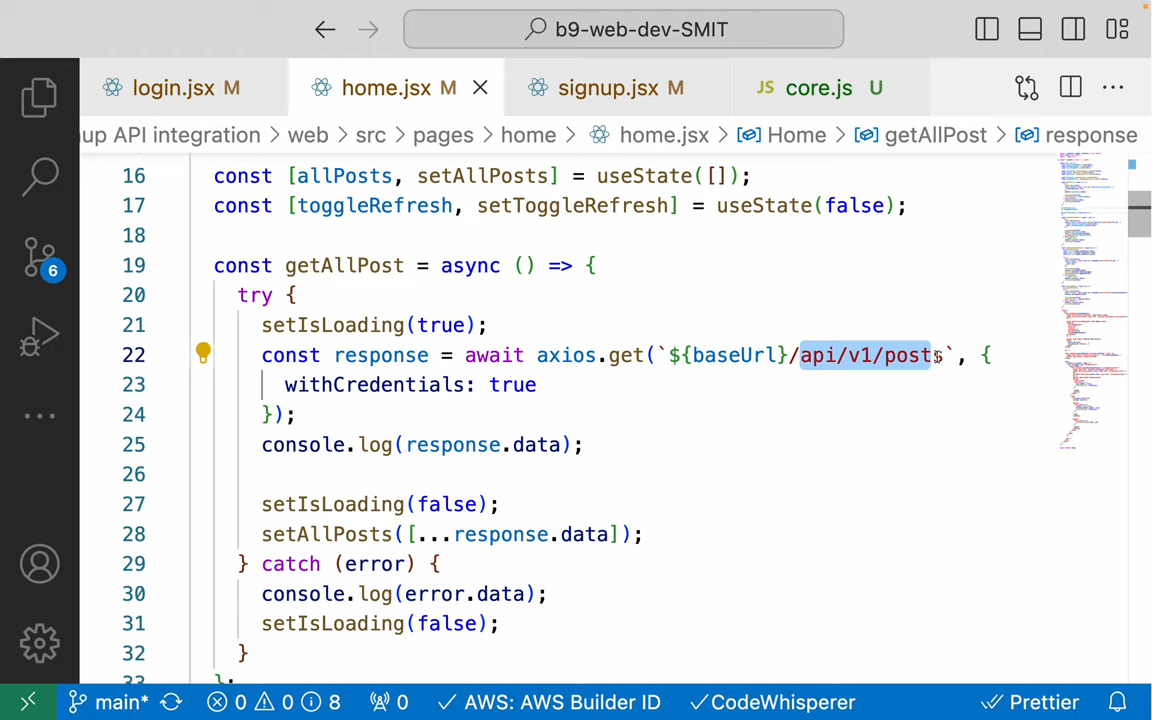 b9-web-dev-SMIT
login.jsx M
home.jsx M
signup.jsx M
JS core.js U
nup API integration > web > src > pages > home > home.jsx > Home > getAllPost > response
16 const [allPosts, setAllPosts] = useState([]);
17 const [toggleRefresh, setToggleRefresh] = useState(false);
18
19 const getAllPost = async () => {
20 try {
21 setIsLoading(true);
22 const response = await axios.get(`${baseUrl}/api/v1/posts`, {
23 withCredentials: true
24 });
25 console.log(response.data);
26
27 setIsLoading(false);
28 setAllPosts([...response.data]);
29 } catch (error) {
30 console.log(error.data);
31 setIsLoading(false);
32 }
33 };
6
main* 0 0 8 0 AWS: AWS Builder ID CodeWhisperer Prettier